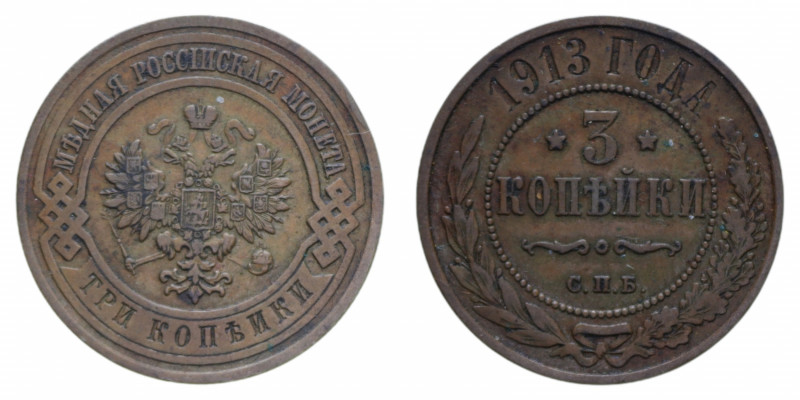 МѢДНАЯ РОССІЙСКАЯ МОНЕТА
ТРИ КОПѢЙКИ
1913 ГОДА
3
КОПѢЙКИ
С.П.Б.